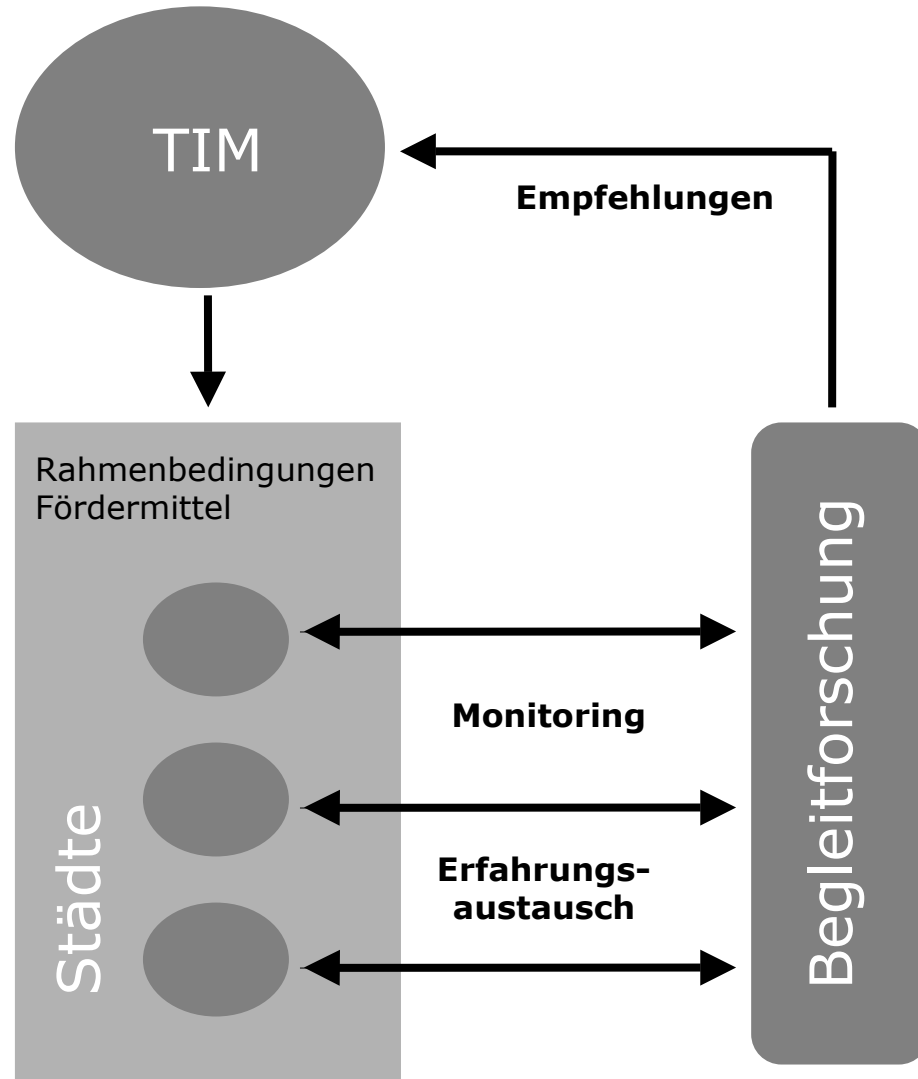 TIM
Empfehlungen
Rahmenbedingungen
Fördermittel
Städte
Monitoring
Erfahrungs-
austausch
Begleitforschung